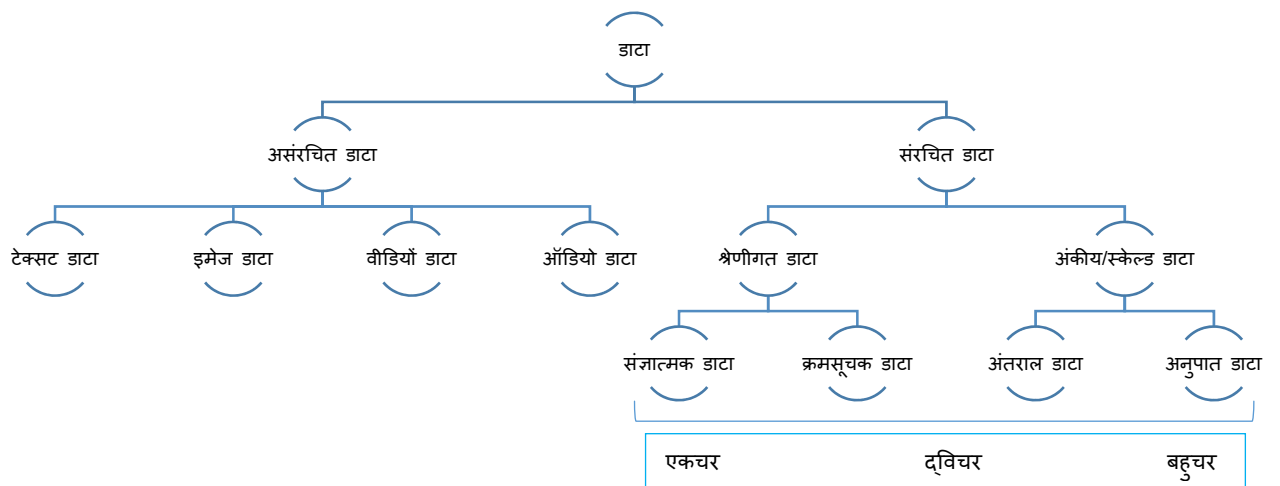 डाटा
असंरचित डाटा
संरचित डाटा
टेक्सट डाटा
इमेज डाटा
वीडियों डाटा
ऑडियो डाटा
श्रेणीगत डाटा
अंकीय/स्केल्ड डाटा
संज्ञात्मक डाटा
क्रमसूचक डाटा
अंतराल डाटा
अनुपात डाटा
एकचर
द्विचर
बहुचर